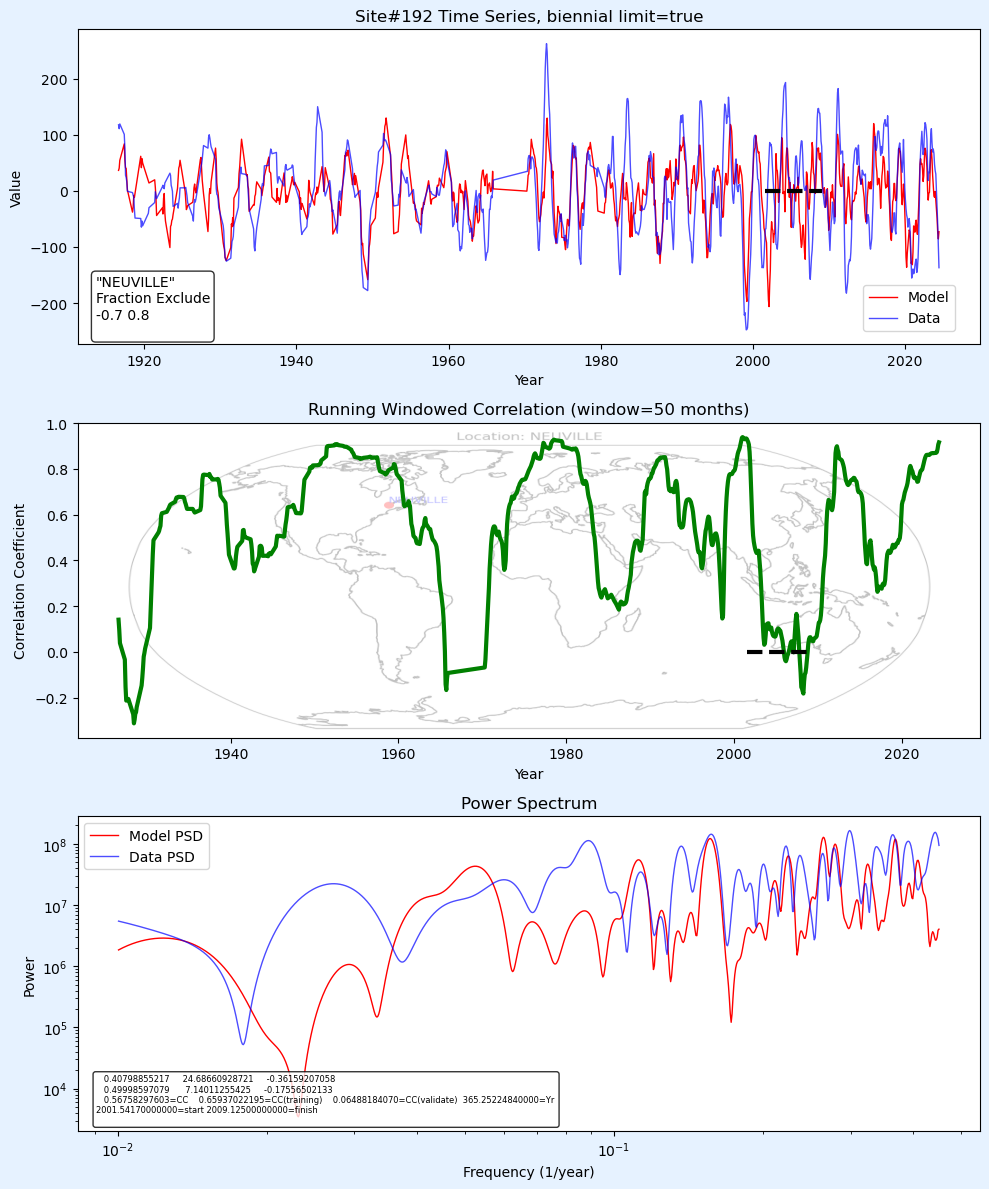 Site#192 Time Series, biennial limit=true
Value
200
100
0
−100
−200
"NEUVILLE"
Fraction Exclude
-0.7 0.8
Model
Data
1920
1940
1960
1980
2000
2020
Year
Running Windowed Correlation (window=50 months)
Correlation Coefficient
1.0
0.8
0.6
0.4
0.2
0.0
−0.2
Location: NEUVILLE
NEUVILLE
1940
1960
1980
2000
2020
Year
Power Spectrum
Power
10⁸
10⁷
10⁶
10⁵
10⁴
Model PSD
Data PSD
0.40798855217 24.68660928721 -0.36159207058
0.49998597079 7.14011255425 -0.17556502133
0.56758297603=CC 0.65937022195=CC(training) 0.06488184070=CC(validate) 365.25224840000=Yr
2001.54170000000=start 2009.12500000000=finish
10⁻²
10⁻¹
Frequency (1/year)